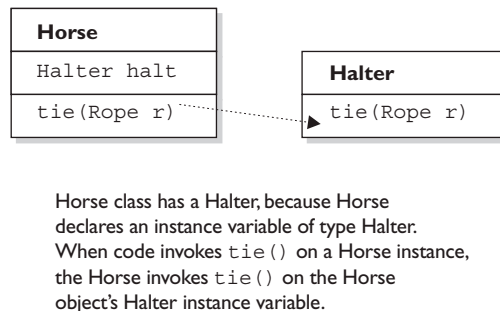 Horse
Halter halt
tie(Rope r)
Halter
tie(Rope r)
Horse class has a Halter, because Horse
declares an instance variable of type Halter.
When code invokes tie() on a Horse instance,
the Horse invokes tie() on the Horse
object's Halter instance variable.